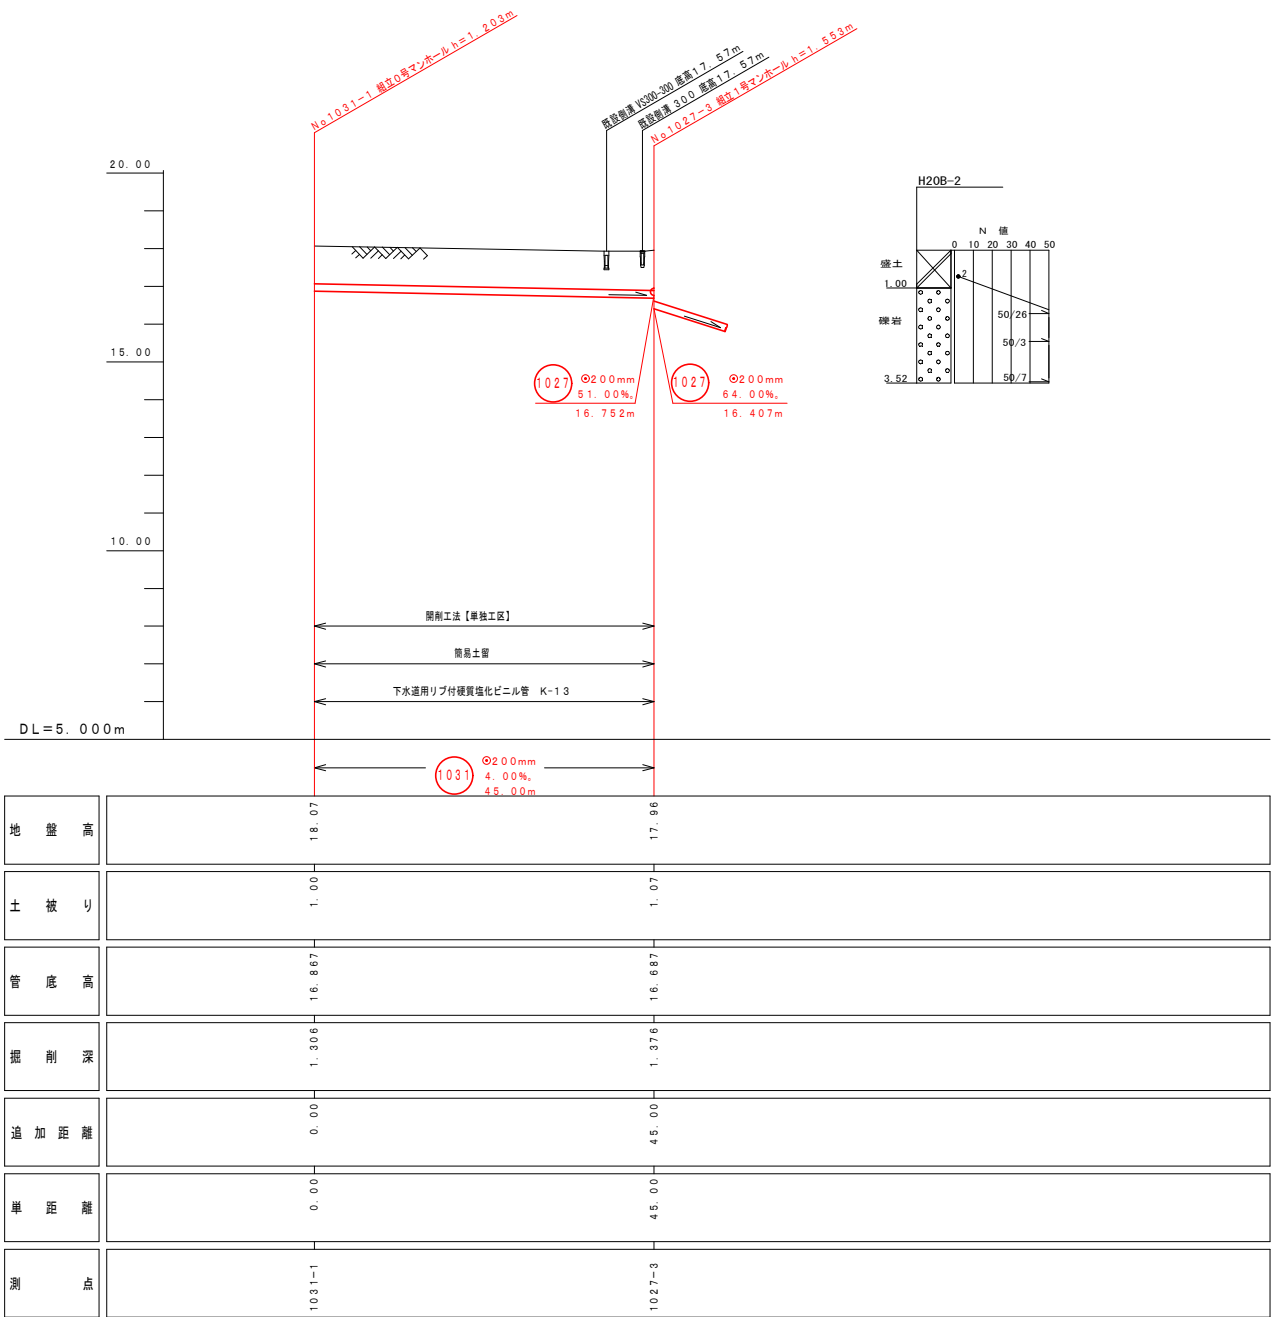 No1031-1 組立0号マンホール h=1.203m
既設側溝 VS300-300 底高17.57m
既設側溝 300 底高17.57m
No1027-3 組立1号マンホール h=1.553m
20.00
15.00
10.00
DL=5.000m
H20B-2
N 値
0 10 20 30 40 50
盛土
1.00
2
礫岩
50/26
50/3
3.52
50/7
1027
◎200mm
51.00‰
16.752m
1027
◎200mm
64.00‰
16.407m
開削工法【単独工区】
簡易土留
下水道用リブ付硬質塩化ビニル管 K-13
1031
◎200mm
4.00‰
45.00m
地盤高 18.07 17.96
土被り 1.00 1.07
管底高 16.867 16.687
掘削深 1.306 1.376
追加距離 0.00 45.00
単距離 0.00 45.00
測点 1031-1 1027-3